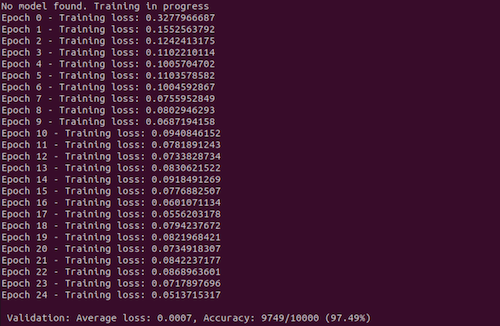 No model found. Training in progress
Epoch 0 - Training loss: 0.3277966687
Epoch 1 - Training loss: 0.1552563792
Epoch 2 - Training loss: 0.1242413175
Epoch 3 - Training loss: 0.1102210114
Epoch 4 - Training loss: 0.1005704702
Epoch 5 - Training loss: 0.1103578582
Epoch 6 - Training loss: 0.1004592867
Epoch 7 - Training loss: 0.0755952849
Epoch 8 - Training loss: 0.0802946293
Epoch 9 - Training loss: 0.0687194158
Epoch 10 - Training loss: 0.0940846152
Epoch 11 - Training loss: 0.0781891243
Epoch 12 - Training loss: 0.0733828734
Epoch 13 - Training loss: 0.0830621522
Epoch 14 - Training loss: 0.0918491269
Epoch 15 - Training loss: 0.0776882507
Epoch 16 - Training loss: 0.0601071134
Epoch 17 - Training loss: 0.0556203178
Epoch 18 - Training loss: 0.0794237672
Epoch 19 - Training loss: 0.0821968421
Epoch 20 - Training loss: 0.0734918307
Epoch 21 - Training loss: 0.0842237177
Epoch 22 - Training loss: 0.0868963601
Epoch 23 - Training loss: 0.0717897696
Epoch 24 - Training loss: 0.0513715317
Validation: Average loss: 0.0007, Accuracy: 9749/10000 (97.49%)